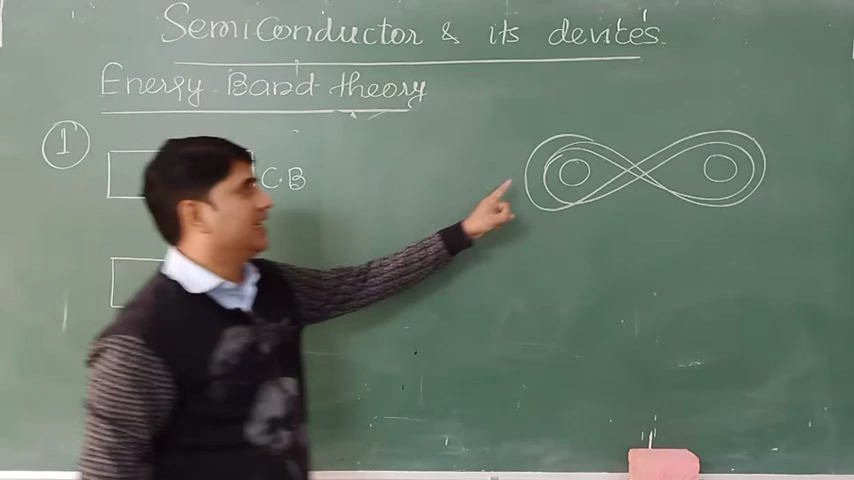 Semiconductor & its devices.
Energy Band theory
1
C.B